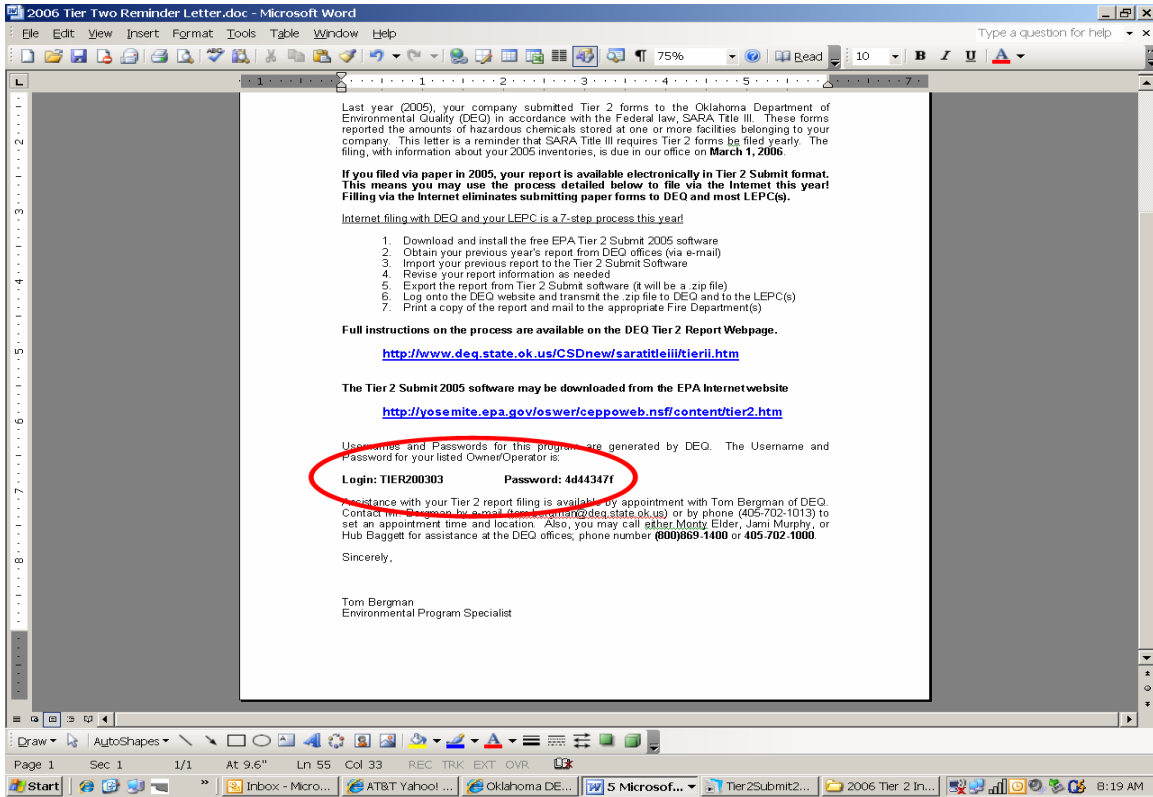 2006 Tier Two Reminder Letter.doc - Microsoft Word
File Edit View Insert Format Tools Table Window Help
Type a question for help
75%
Read
10
B I U A
1 1 2 3 4 5 7
Last year (2005), your company submitted Tier 2 forms to the Oklahoma Department of
Environmental Quality (DEQ) in accordance with the Federal law, SARA Title III. These forms
reported the amounts of hazardous chemicals stored at one or more facilities belonging to your
company. This letter is a reminder that SARA Title III requires Tier 2 forms be filed yearly. The
filing, with information about your 2005 inventories, is due in our office on March 1, 2006.
If you filed via paper in 2005, your report is available electronically in Tier 2 Submit format.
This means you may use the process detailed below to file via the Internet this year!
Filling via the Internet eliminates submitting paper forms to DEQ and most LEPC(s).
Internet filing with DEQ and your LEPC is a 7-step process this year!
1. Download and install the free EPA Tier 2 Submit 2005 software
2. Obtain your previous year's report from DEQ offices (via e-mail)
3. Import your previous report to the Tier 2 Submit Software
4. Revise your report information as needed
5. Export the report from Tier 2 Submit software (it will be a .zip file)
6. Log onto the DEQ website and transmit the .zip file to DEQ and to the LEPC(s)
7. Print a copy of the report and mail to the appropriate Fire Department(s)
Full instructions on the process are available on the DEQ Tier 2 Report Webpage.
http://www.deq.state.ok.us/CSDnew/saratitleiii/tierii.htm
The Tier 2 Submit 2005 software may be downloaded from the EPA Internet website
http://yosemite.epa.gov/oswer/ceppoweb.nsf/content/tier2.htm
Usernames and Passwords for this program are generated by DEQ. The Username and
Password for your listed Owner/Operator is:
Login: TIER200303 Password: 4d44347f
Assistance with your Tier 2 report filing is available by appointment with Tom Bergman of DEQ.
Contact Mr. Bergman by e-mail (tom.bergman@deq.state.ok.us) or by phone (405-702-1013) to
set an appointment time and location. Also, you may call either Monty Elder, Jami Murphy, or
Hub Baggett for assistance at the DEQ offices; phone number (800)869-1400 or 405-702-1000.
Sincerely,
Tom Bergman
Environmental Program Specialist
Draw AutoShapes
Page 1 Sec 1 1/1 At 9.6" Ln 55 Col 33 REC TRK EXT OVR
Start Inbox - Micro... AT&T Yahoo! ... Oklahoma DE... 5 Microsof... Tier2Submit2... 2006 Tier 2 In... 8:19 AM